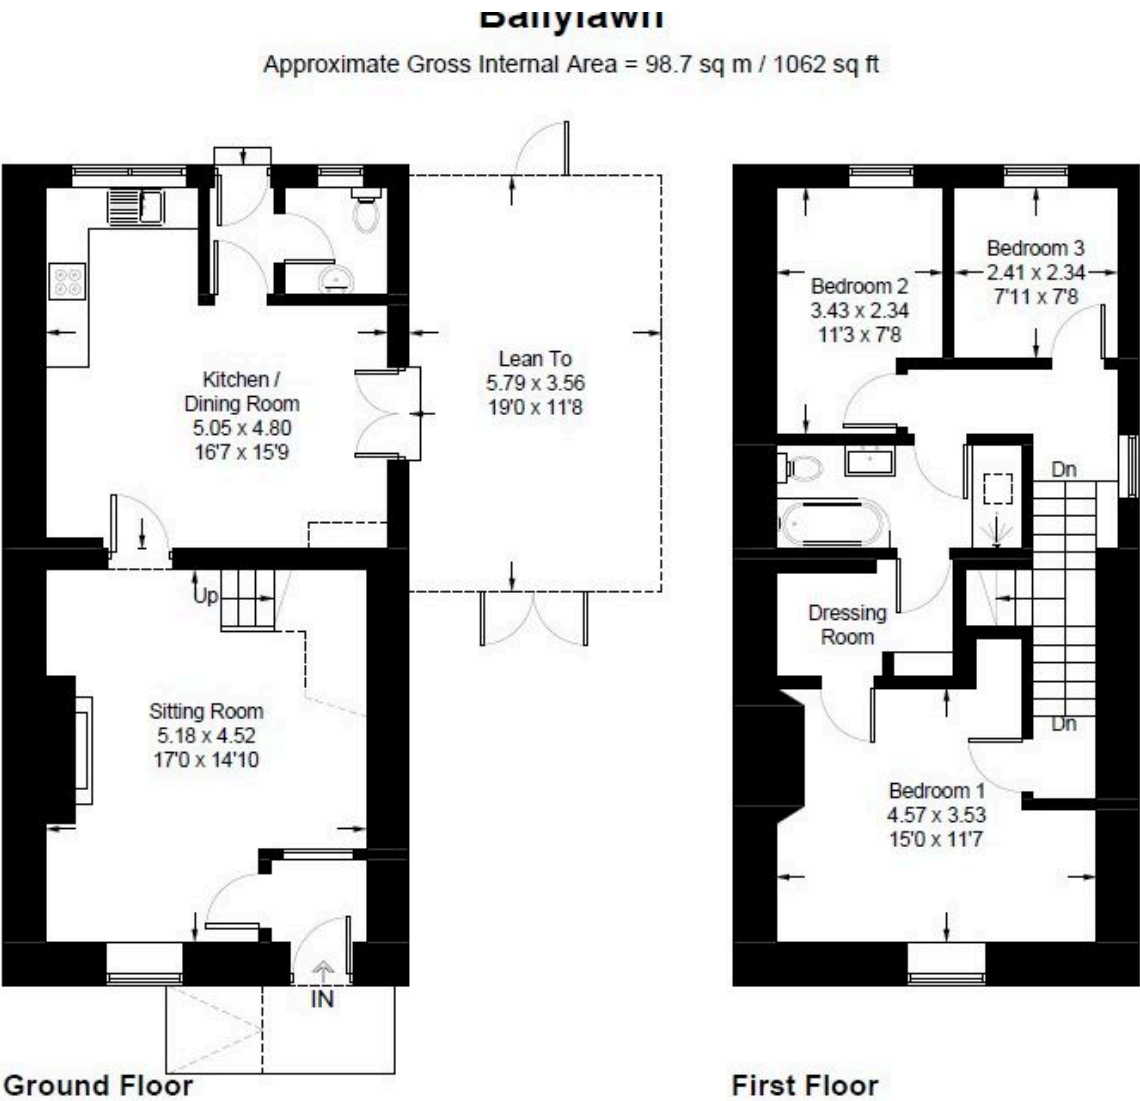 Ballylawn
Approximate Gross Internal Area = 98.7 sq m / 1062 sq ft
Kitchen /
Dining Room
5.05 x 4.80
16'7 x 15'9
Lean To
5.79 x 3.56
19'0 x 11'8
Up
Sitting Room
5.18 x 4.52
17'0 x 14'10
IN
Ground Floor
Bedroom 2
3.43 x 2.34
11'3 x 7'8
Bedroom 3
2.41 x 2.34
7'11 x 7'8
Dn
Dressing
Room
Dn
Bedroom 1
4.57 x 3.53
15'0 x 11'7
First Floor